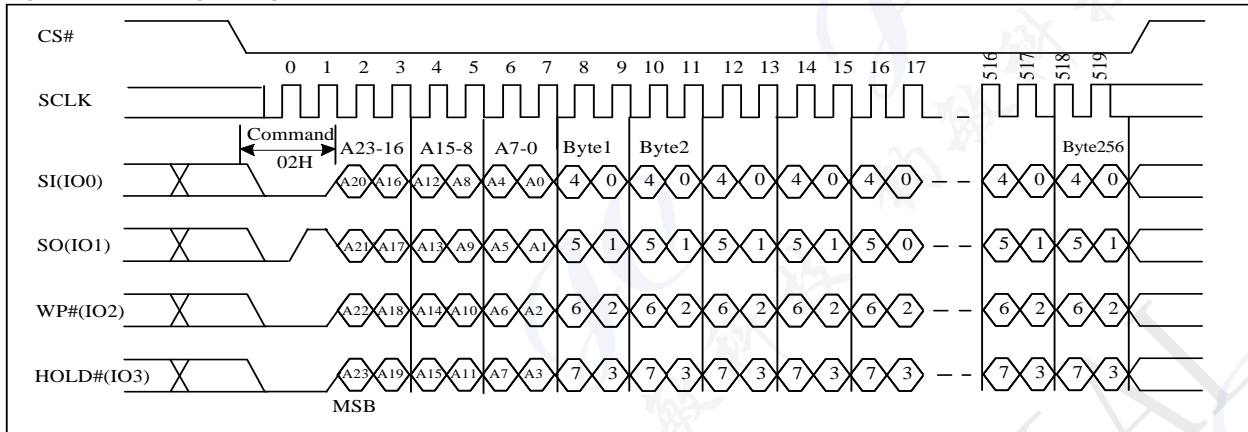 CS#
0 1 2 3 4 5 6 7 8 9 10 11 12 13 14 15 16 17 516 517 518 519
SCLK
Command
02H
A23-16 A15-8 A7-0 Byte1 Byte2 Byte256
SI(IO0) A20 A16 A12 A8 A4 A0 4 0 4 0 4 0 4 0 4 0 4 0 4 0
SO(IO1) A21 A17 A13 A9 A5 A1 5 1 5 1 5 1 5 1 5 0 5 1 5 1
WP#(IO2) A22 A18 A14 A10 A6 A2 6 2 6 2 6 2 6 2 6 2 6 2 6 2
HOLD#(IO3) A23 A19 A15 A11 A7 A3 7 3 7 3 7 3 7 3 7 3 7 3 7 3
MSB